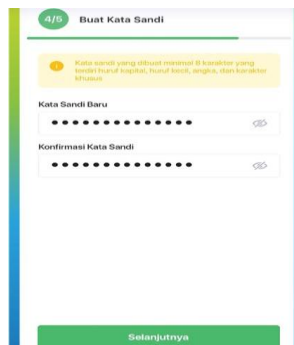 4/5 Buat Kata Sandi
Kata sandi yang dibuat minimal 8 karakter yang
terdiri huruf kapital, huruf kecil, angka, dan karakter
khusus
Kata Sandi Baru
••••••••••••••
Konfirmasi Kata Sandi
••••••••••••••
Selanjutnya